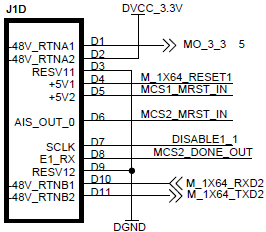 J1D
DVCC_3.3V
-48V_RTNA1 D1 MO_3_3 5
-48V_RTNA2 D2
RESV11 D3
+5V1 D4 M_1X64_RESET1
+5V2 D5 MCS1_MRST_IN
AIS_OUT_0 D6 MCS2_MRST_IN
SCLK D7 DISABLE1_1
E1_RX D8 MCS2_DONE_OUT
RESV12 D9
-48V_RTNB1 D10 M_1X64_RXD2
-48V_RTNB2 D11 M_1X64_TXD2
DGND